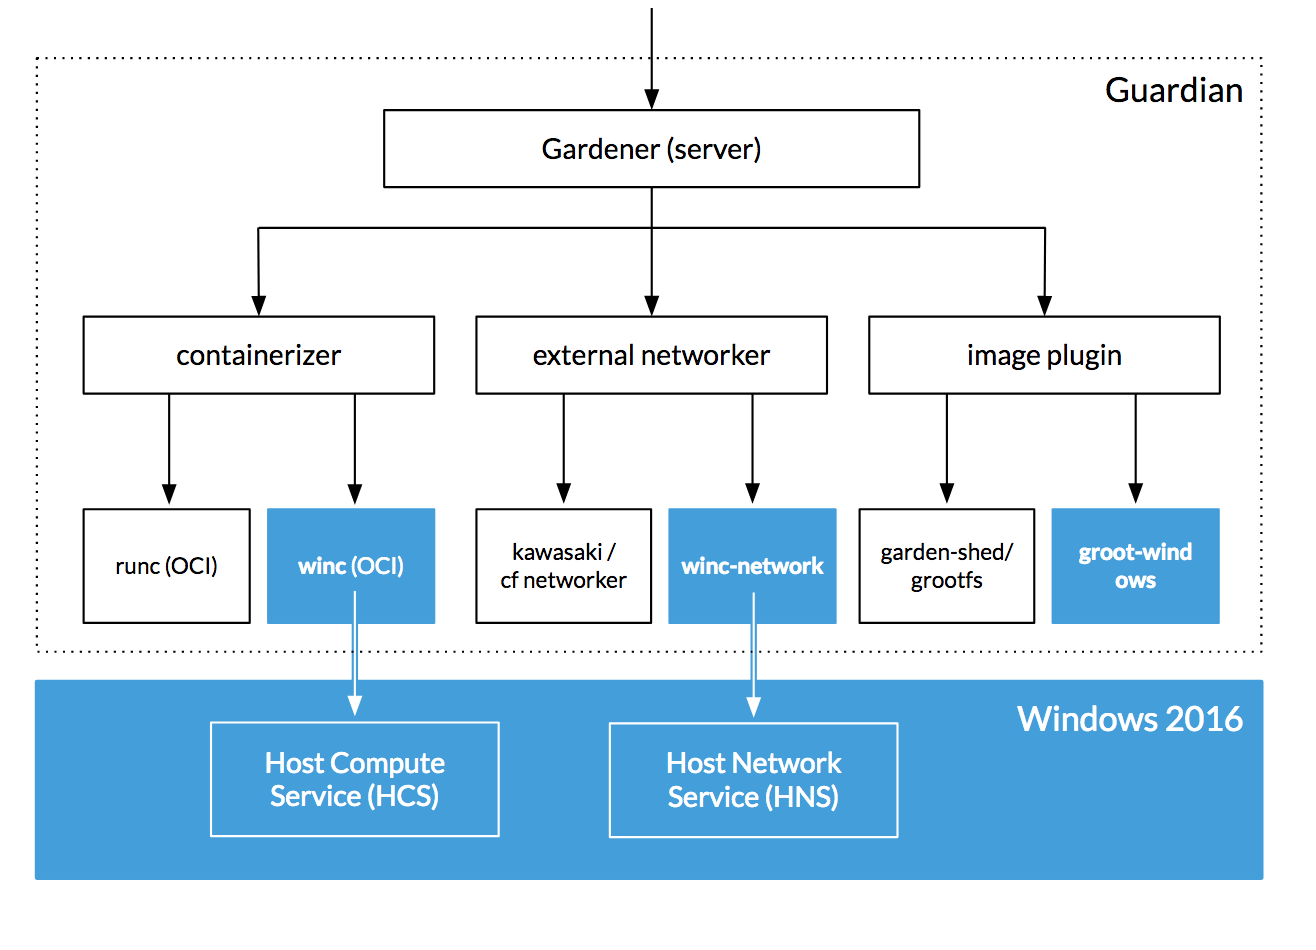 Guardian
Gardener (server)
containerizer
external networker
image plugin
runc (OCI)
winc (OCI)
kawasaki /
cf networker
winc-network
garden-shed/
grootfs
groot-wind
ows
Windows 2016
Host Compute
Service (HCS)
Host Network
Service (HNS)